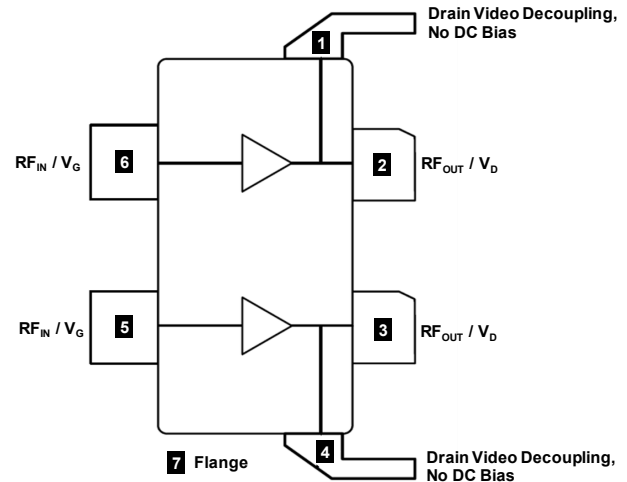 Drain Video Decoupling,
No DC Bias
1
RF_IN / V_G
6
2
RF_OUT / V_D
RF_IN / V_G
5
3
RF_OUT / V_D
4
7 Flange
Drain Video Decoupling,
No DC Bias